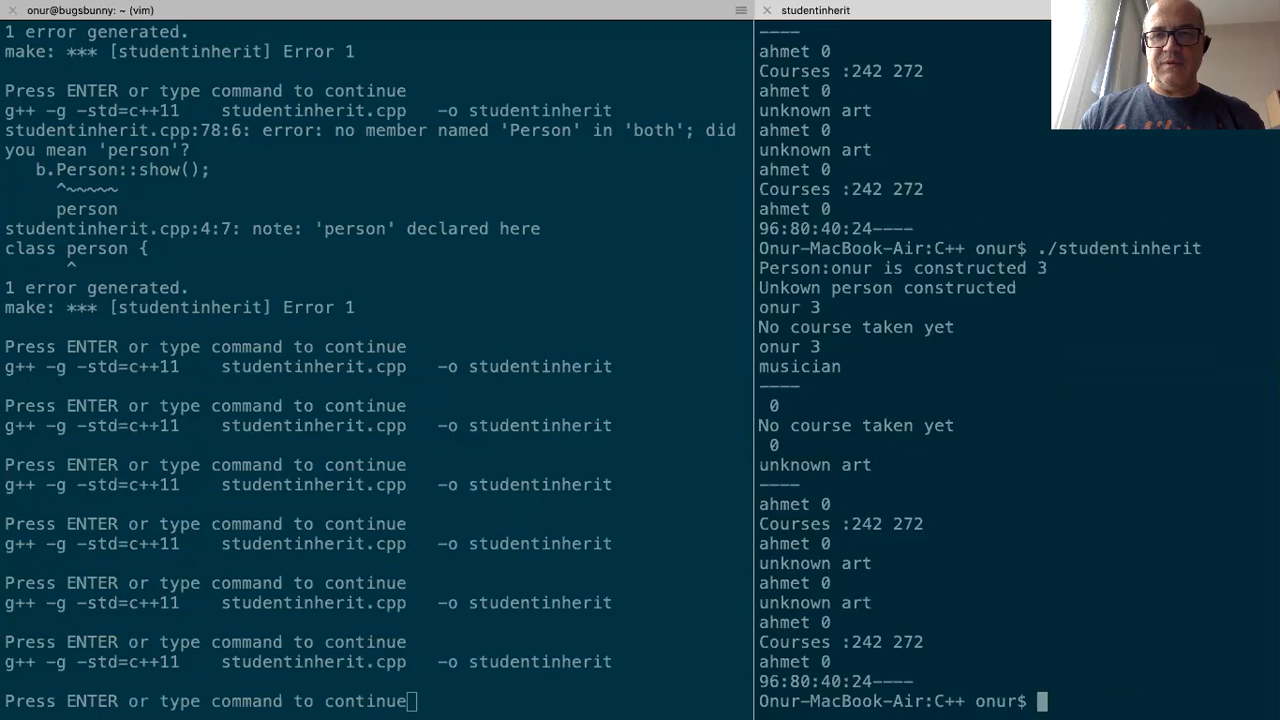 onur@bugsbunny: ~ (vim)
1 error generated.
make: *** [studentinherit] Error 1
Press ENTER or type command to continue
g++ -g -std=c++11    studentinherit.cpp   -o studentinherit
studentinherit.cpp:78:6: error: no member named 'Person' in 'both'; did
you mean 'person'?
   b.Person::show();
     ^~~~~~
     person
studentinherit.cpp:4:7: note: 'person' declared here
class person {
      ^
1 error generated.
make: *** [studentinherit] Error 1
Press ENTER or type command to continue
g++ -g -std=c++11    studentinherit.cpp   -o studentinherit
Press ENTER or type command to continue
g++ -g -std=c++11    studentinherit.cpp   -o studentinherit
Press ENTER or type command to continue
g++ -g -std=c++11    studentinherit.cpp   -o studentinherit
Press ENTER or type command to continue
g++ -g -std=c++11    studentinherit.cpp   -o studentinherit
Press ENTER or type command to continue
g++ -g -std=c++11    studentinherit.cpp   -o studentinherit
Press ENTER or type command to continue
g++ -g -std=c++11    studentinherit.cpp   -o studentinherit
Press ENTER or type command to continue
studentinherit
----
ahmet 0
Courses :242 272
ahmet 0
unknown art
ahmet 0
unknown art
ahmet 0
Courses :242 272
ahmet 0
96:80:40:24----
Onur-MacBook-Air:C++ onur$ ./studentinherit
Person:onur is constructed 3
Unkown person constructed
onur 3
No course taken yet
onur 3
musician
----
 0
No course taken yet
 0
unknown art
----
ahmet 0
Courses :242 272
ahmet 0
unknown art
ahmet 0
unknown art
ahmet 0
Courses :242 272
ahmet 0
96:80:40:24----
Onur-MacBook-Air:C++ onur$